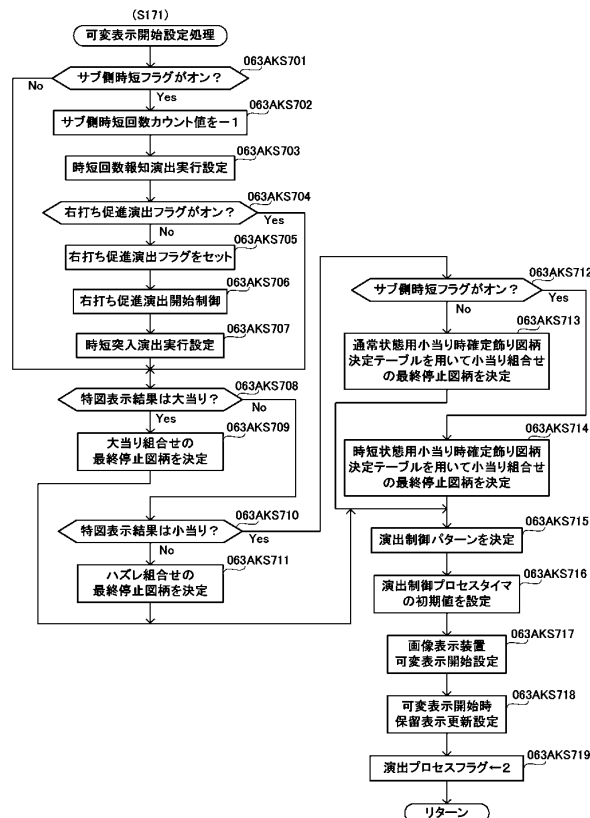 (S171)
可変表示開始設定処理
063AKS701
サブ側時短フラグがオン？
No
Yes
063AKS702
サブ側時短回数カウント値を－１
063AKS703
時短回数報知演出実行設定
063AKS704
右打ち促進演出フラグがオン？
Yes
No
063AKS705
右打ち促進演出フラグをセット
063AKS706
右打ち促進演出開始制御
063AKS707
時短突入演出実行設定
063AKS708
特図表示結果は大当り？
No
Yes
063AKS709
大当り組合せの
最終停止図柄を決定
063AKS710
特図表示結果は小当り？
Yes
No
063AKS711
ハズレ組合せの
最終停止図柄を決定
063AKS712
サブ側時短フラグがオン？
Yes
No
063AKS713
通常状態用小当り時確定飾り図柄
決定テーブルを用いて小当り組合せ
の最終停止図柄を決定
063AKS714
時短状態用小当り時確定飾り図柄
決定テーブルを用いて小当り組合せ
の最終停止図柄を決定
063AKS715
演出制御パターンを決定
063AKS716
演出制御プロセスタイマ
の初期値を設定
063AKS717
画像表示装置
可変表示開始設定
063AKS718
可変表示開始時
保留表示更新設定
063AKS719
演出プロセスフラグ←２
リターン